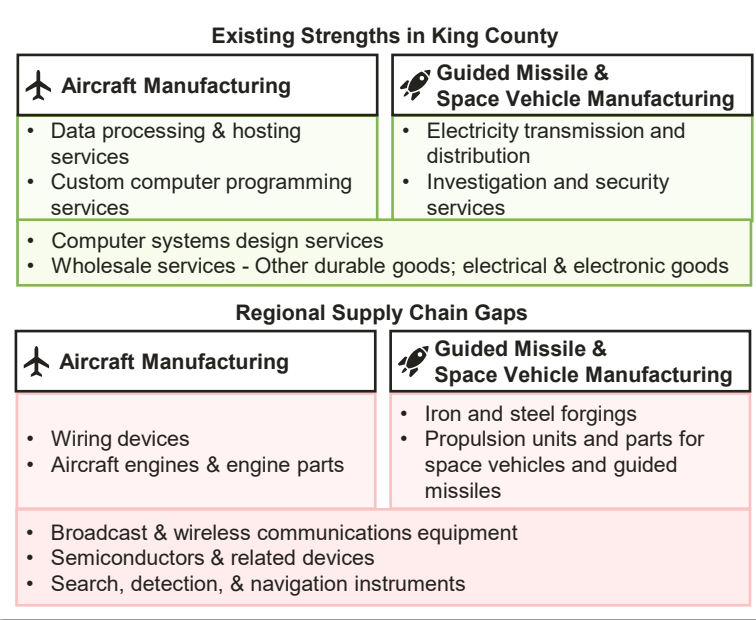 Existing Strengths in King County
Aircraft Manufacturing
Guided Missile &
Space Vehicle Manufacturing
• Data processing & hosting
services
• Custom computer programming
services
• Electricity transmission and
distribution
• Investigation and security
services
• Computer systems design services
• Wholesale services - Other durable goods; electrical & electronic goods
Regional Supply Chain Gaps
Aircraft Manufacturing
Guided Missile &
Space Vehicle Manufacturing
• Wiring devices
• Aircraft engines & engine parts
• Iron and steel forgings
• Propulsion units and parts for
space vehicles and guided
missiles
• Broadcast & wireless communications equipment
• Semiconductors & related devices
• Search, detection, & navigation instruments